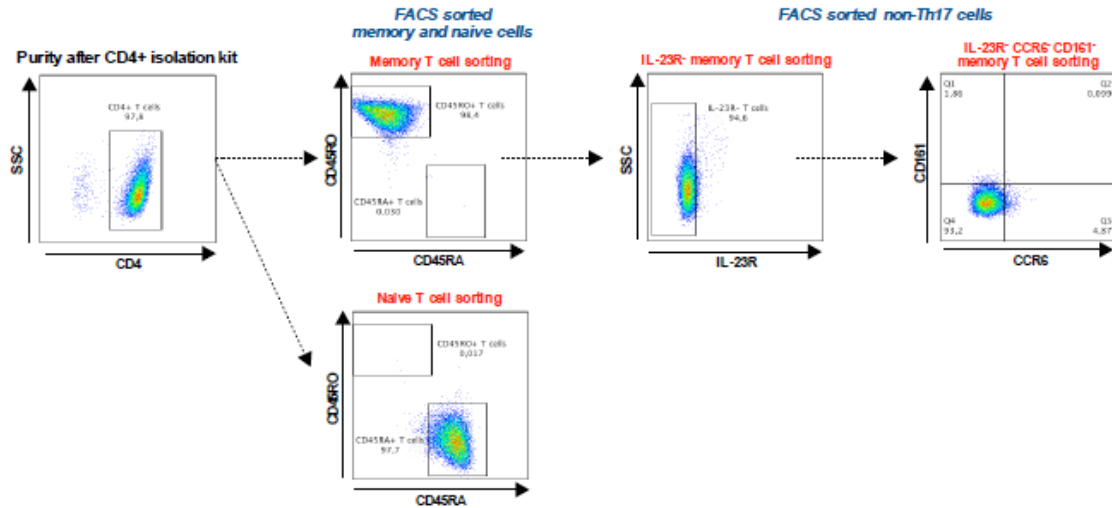 FACS sorted
memory and naive cells
FACS sorted non-Th17 cells
Purity after CD4+ isolation kit
Memory T cell sorting
IL-23R- memory T cell sorting
IL-23R- CCR6- CD161-
memory T cell sorting
CD4+ T cells
97,8
SSC
CD4
CD45RO+ T cells
98,4
CD45RA+ T cells
0,030
CD45RO
CD45RA
IL-23R- T cells
94,6
SSC
IL-23R
Q1
1,86
Q2
0,099
Q4
93,2
Q3
4,87
CD161
CCR6
Naive T cell sorting
CD45RO+ T cells
0,017
CD45RA+ T cells
97,7
CD45RO
CD45RA